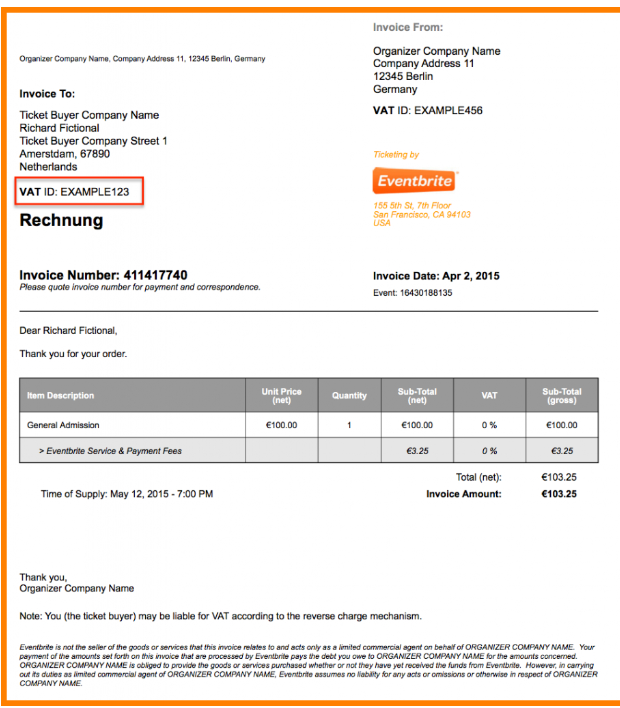 Invoice From:
Organizer Company Name, Company Address 11, 12345 Berlin, Germany
Organizer Company Name
Company Address 11
12345 Berlin
Germany
VAT ID: EXAMPLE456
Invoice To:
Ticket Buyer Company Name
Richard Fictional
Ticket Buyer Company Street 1
Amerstdam, 67890
Netherlands
VAT ID: EXAMPLE123
Ticketing by
Eventbrite
155 5th St, 7th Floor
San Francisco, CA 94103
USA
Rechnung
Invoice Number: 411417740
Please quote invoice number for payment and correspondence.
Invoice Date: Apr 2, 2015
Event: 16430188135
Dear Richard Fictional,
Thank you for your order.
Item Description Unit Price (net) Quantity Sub-Total (net) VAT Sub-Total (gross)
General Admission €100.00 1 €100.00 0 % €100.00
> Eventbrite Service & Payment Fees €3.25 0 % €3.25
Total (net): €103.25
Time of Supply: May 12, 2015 - 7:00 PM Invoice Amount: €103.25
Thank you,
Organizer Company Name
Note: You (the ticket buyer) may be liable for VAT according to the reverse charge mechanism.
Eventbrite is not the seller of the goods or services that this invoice relates to and acts only as a limited commercial agent on behalf of ORGANIZER COMPANY NAME. Your
payment of the amounts set forth on this invoice that are processed by Eventbrite pays the debt you owe to ORGANIZER COMPANY NAME for the amounts concerned.
ORGANIZER COMPANY NAME is obliged to provide the goods or services purchased whether or not they have yet received the funds from Eventbrite. However, in carrying
out its duties as limited commercial agent of ORGANIZER COMPANY NAME, Eventbrite assumes no liability for any acts or omissions or otherwise in respect of ORGANIZER
COMPANY NAME.